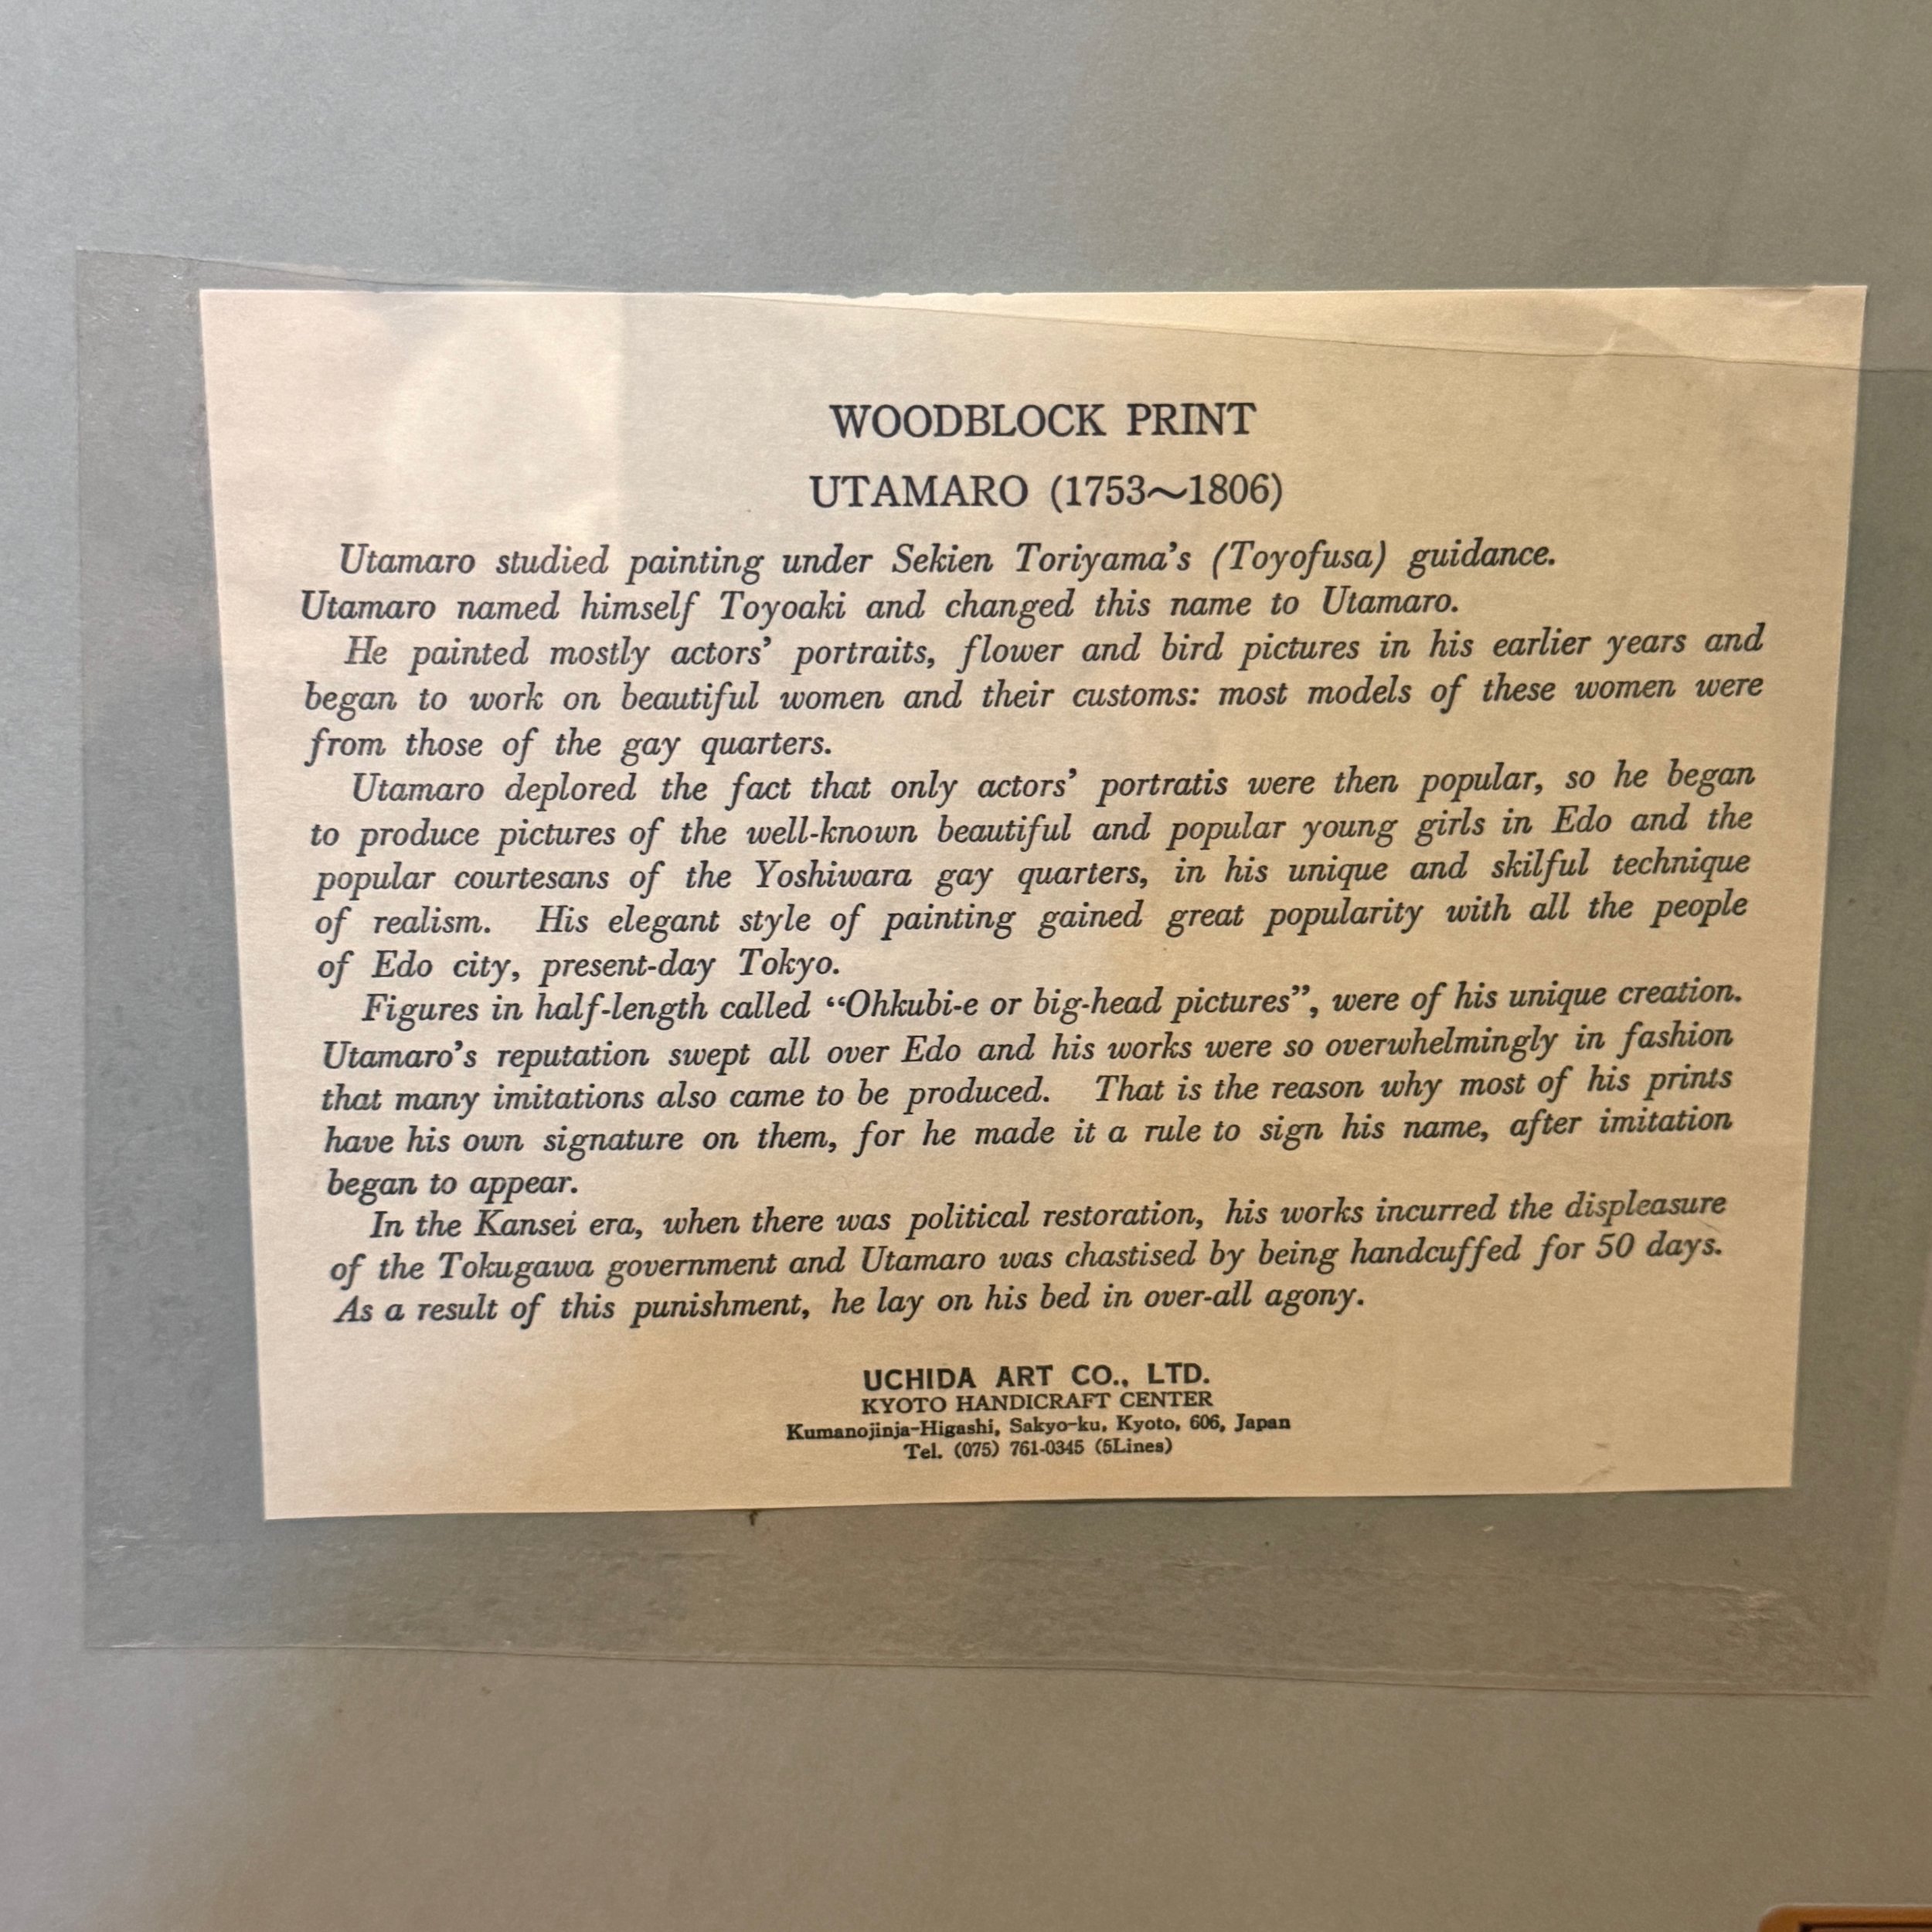 WOODBLOCK PRINT
UTAMARO (1753～1806)
Utamaro studied painting under Sekien Toriyama's (Toyofusa) guidance.
Utamaro named himself Toyoaki and changed this name to Utamaro.
He painted mostly actors' portraits, flower and bird pictures in his earlier years and
began to work on beautiful women and their customs: most models of these women were
from those of the gay quarters.
Utamaro deplored the fact that only actors' portratis were then popular, so he began
to produce pictures of the well-known beautiful and popular young girls in Edo and the
popular courtesans of the Yoshiwara gay quarters, in his unique and skilful technique
of realism. His elegant style of painting gained great popularity with all the people
of Edo city, present-day Tokyo.
Figures in half-length called “Ohkubi-e or big-head pictures”, were of his unique creation.
Utamaro's reputation swept all over Edo and his works were so overwhelmingly in fashion
that many imitations also came to be produced. That is the reason why most of his prints
have his own signature on them, for he made it a rule to sign his name, after imitation
began to appear.
In the Kansei era, when there was political restoration, his works incurred the displeasure
of the Tokugawa government and Utamaro was chastised by being handcuffed for 50 days.
As a result of this punishment, he lay on his bed in over-all agony.
UCHIDA ART CO., LTD.
KYOTO HANDICRAFT CENTER
Kumanojinja-Higashi, Sakyo-ku, Kyoto, 606, Japan
Tel. (075) 761-0345 (5Lines)